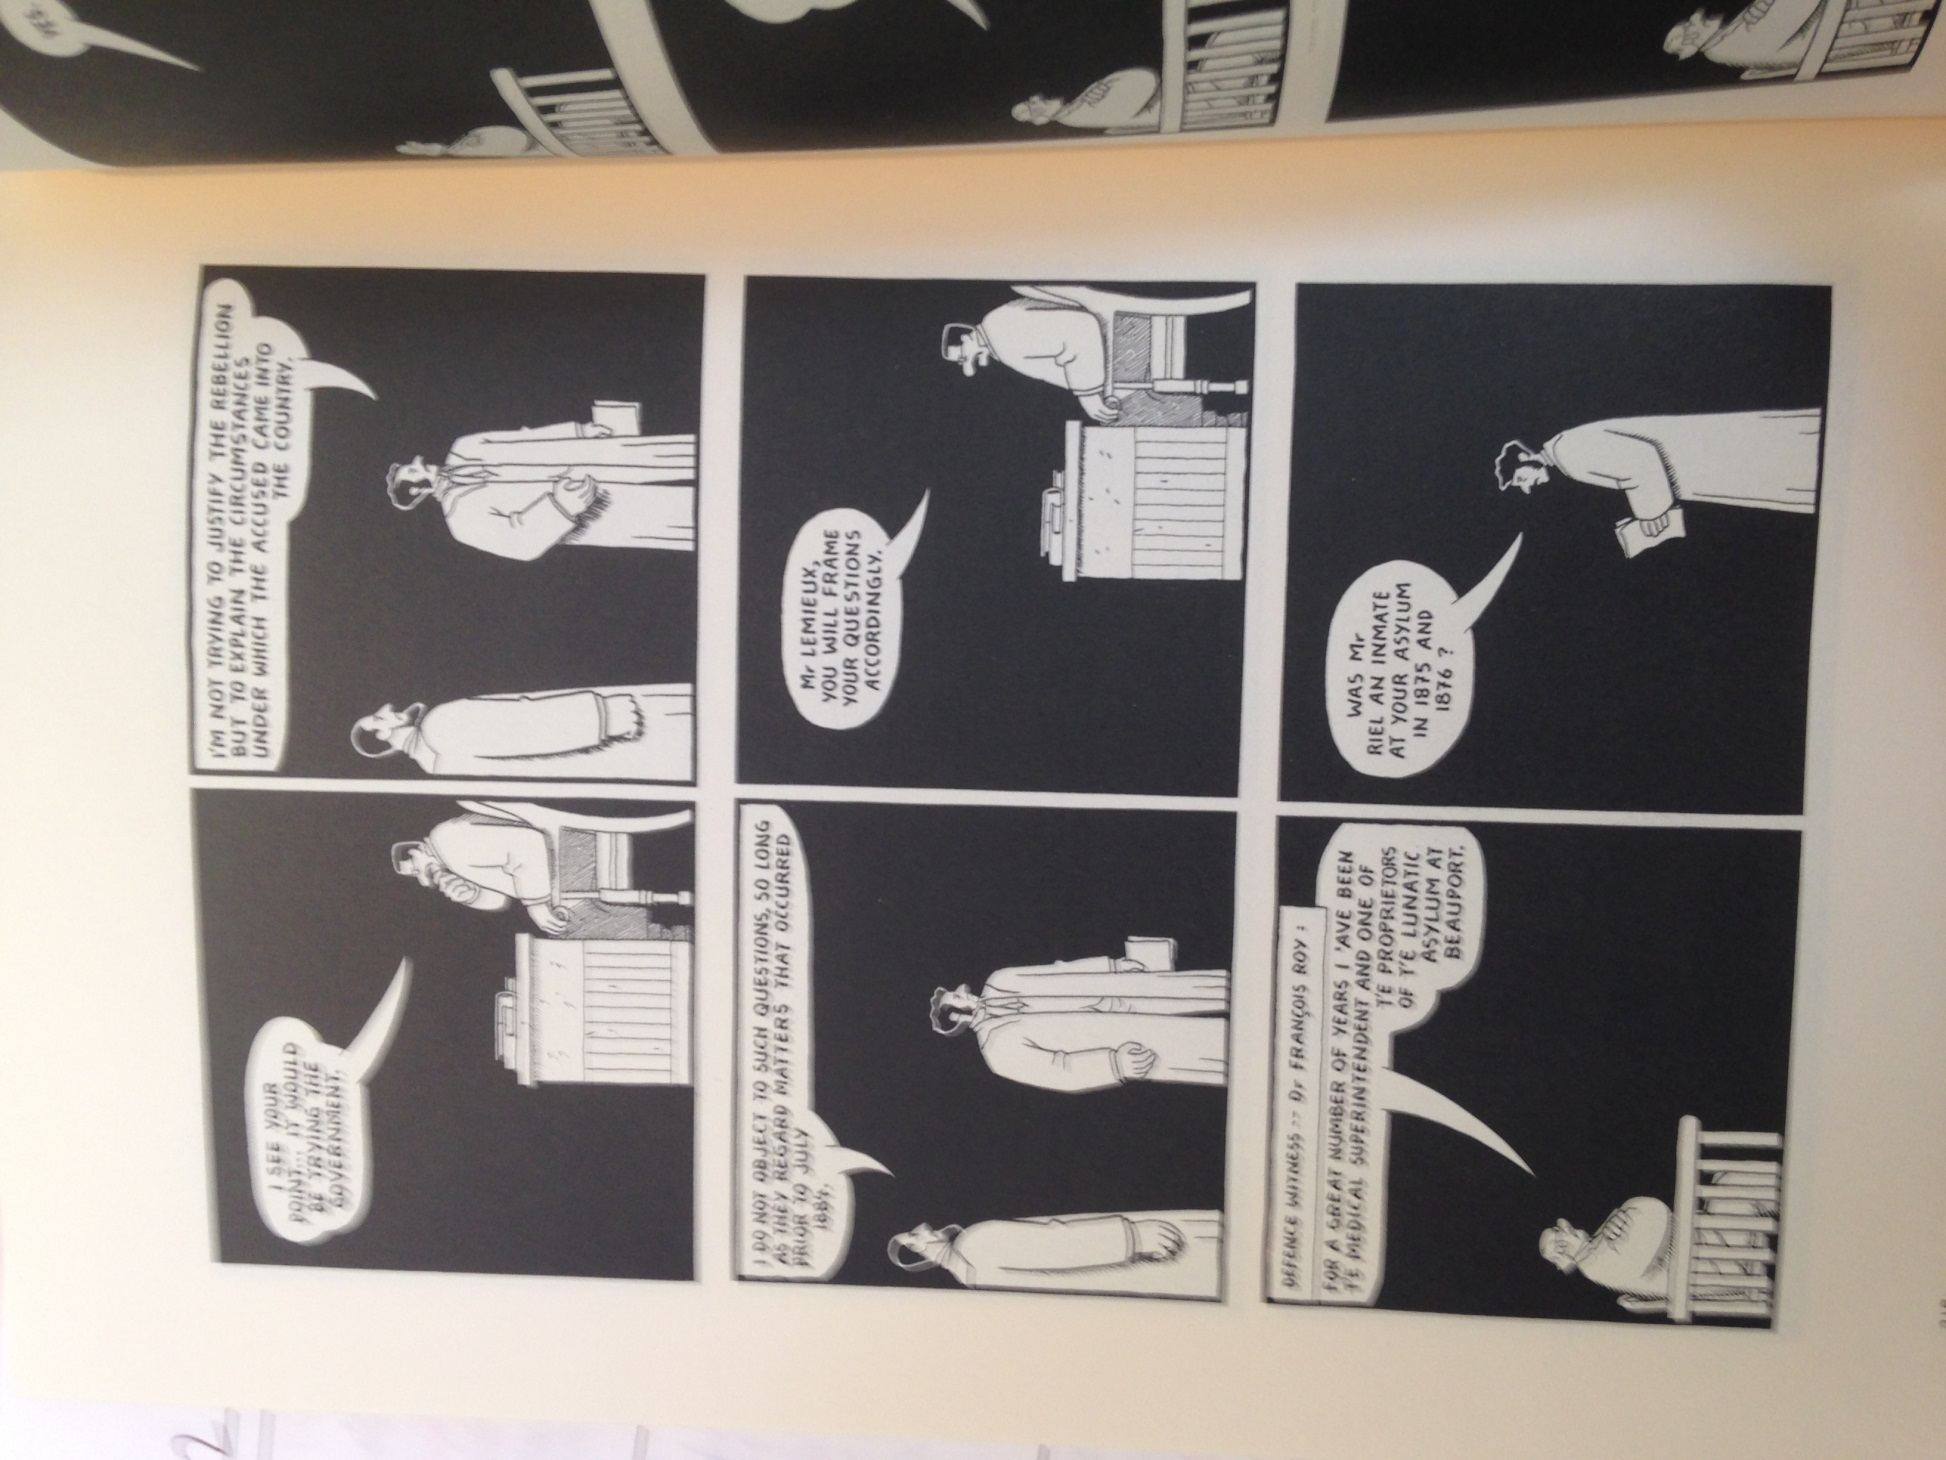 I SEE YOUR
POINT... IT WOULD
BE TRYING THE
GOVERNMENT.
I'M NOT TRYING TO JUSTIFY THE REBELLION
BUT TO EXPLAIN THE CIRCUMSTANCES
UNDER WHICH THE ACCUSED CAME INTO
THE COUNTRY.
I DO NOT OBJECT TO SUCH QUESTIONS, SO LONG
AS THEY REGARD MATTERS THAT OCCURRED
PRIOR TO JULY
1884.
Mr LEMIEUX,
YOU WILL FRAME
YOUR QUESTIONS
ACCORDINGLY.
DEFENCE WITNESS >> Dr FRANÇOIS ROY :
FOR A GREAT NUMBER OF YEARS I 'AVE BEEN
T'E MEDICAL SUPERINTENDENT AND ONE OF
T'E PROPRIETORS
OF T'E LUNATIC
ASYLUM AT
BEAUPORT.
WAS Mr
RIEL AN INMATE
AT YOUR ASYLUM
IN 1875 AND
1876 ?
YES.
2